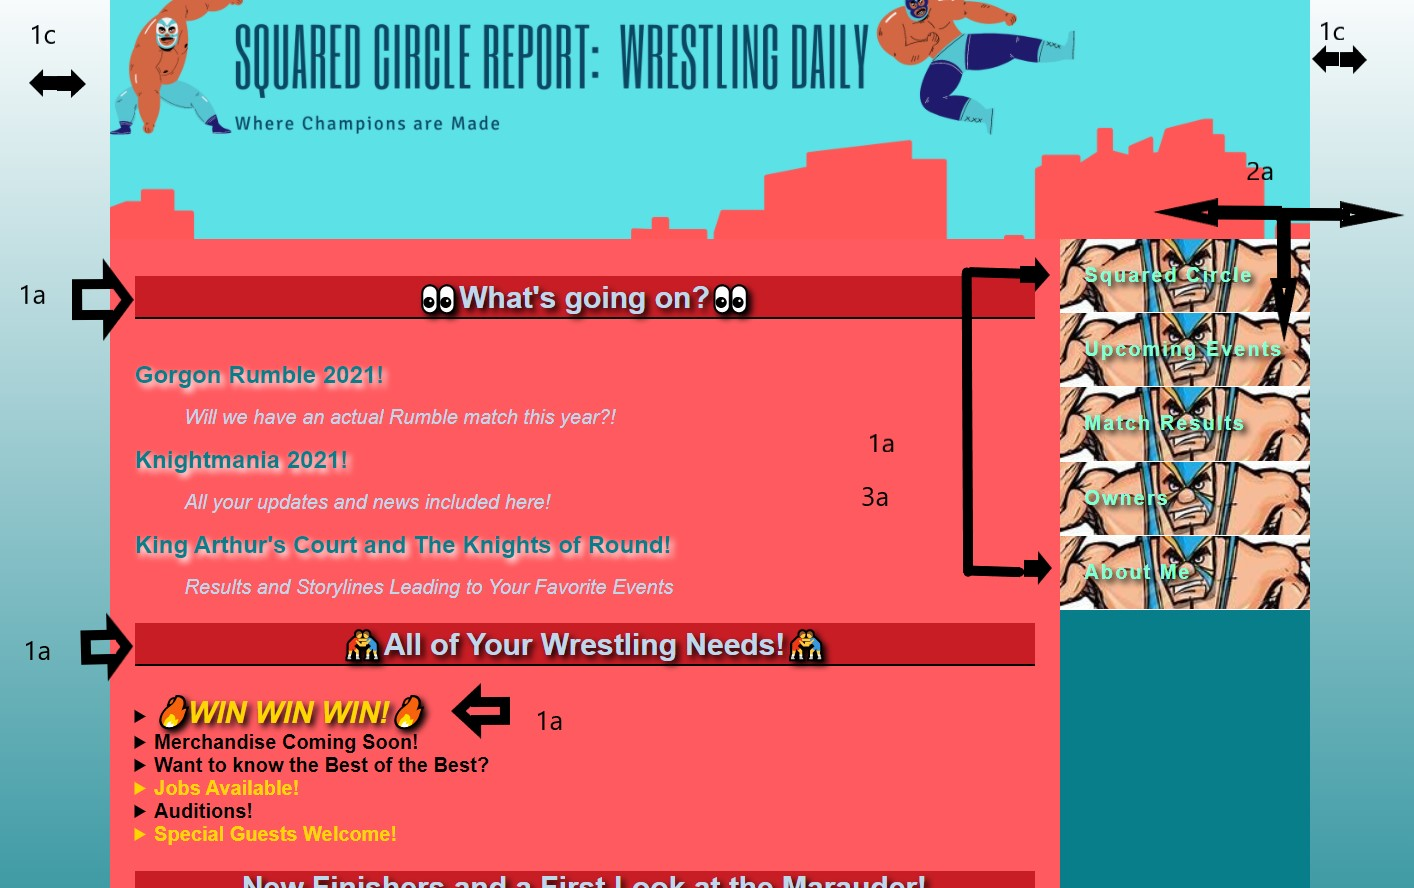 1c
1c
SQUARED CIRCLE REPORT: WRESTLING DAILY
Where Champions are Made
XXX
XXX
2a
1a
👀What's going on?👀
Squared Circle
Upcoming Events
Match Results
Owners
About Me
Gorgon Rumble 2021!
Will we have an actual Rumble match this year?!
Knightmania 2021!
All your updates and news included here!
King Arthur's Court and The Knights of Round!
Results and Storylines Leading to Your Favorite Events
1a
3a
1a
🤼All of Your Wrestling Needs!🤼
🔥WIN WIN WIN!🔥
1a
Merchandise Coming Soon!
Want to know the Best of the Best?
Jobs Available!
Auditions!
Special Guests Welcome!
New Finishers and a First Look at the Marauder!